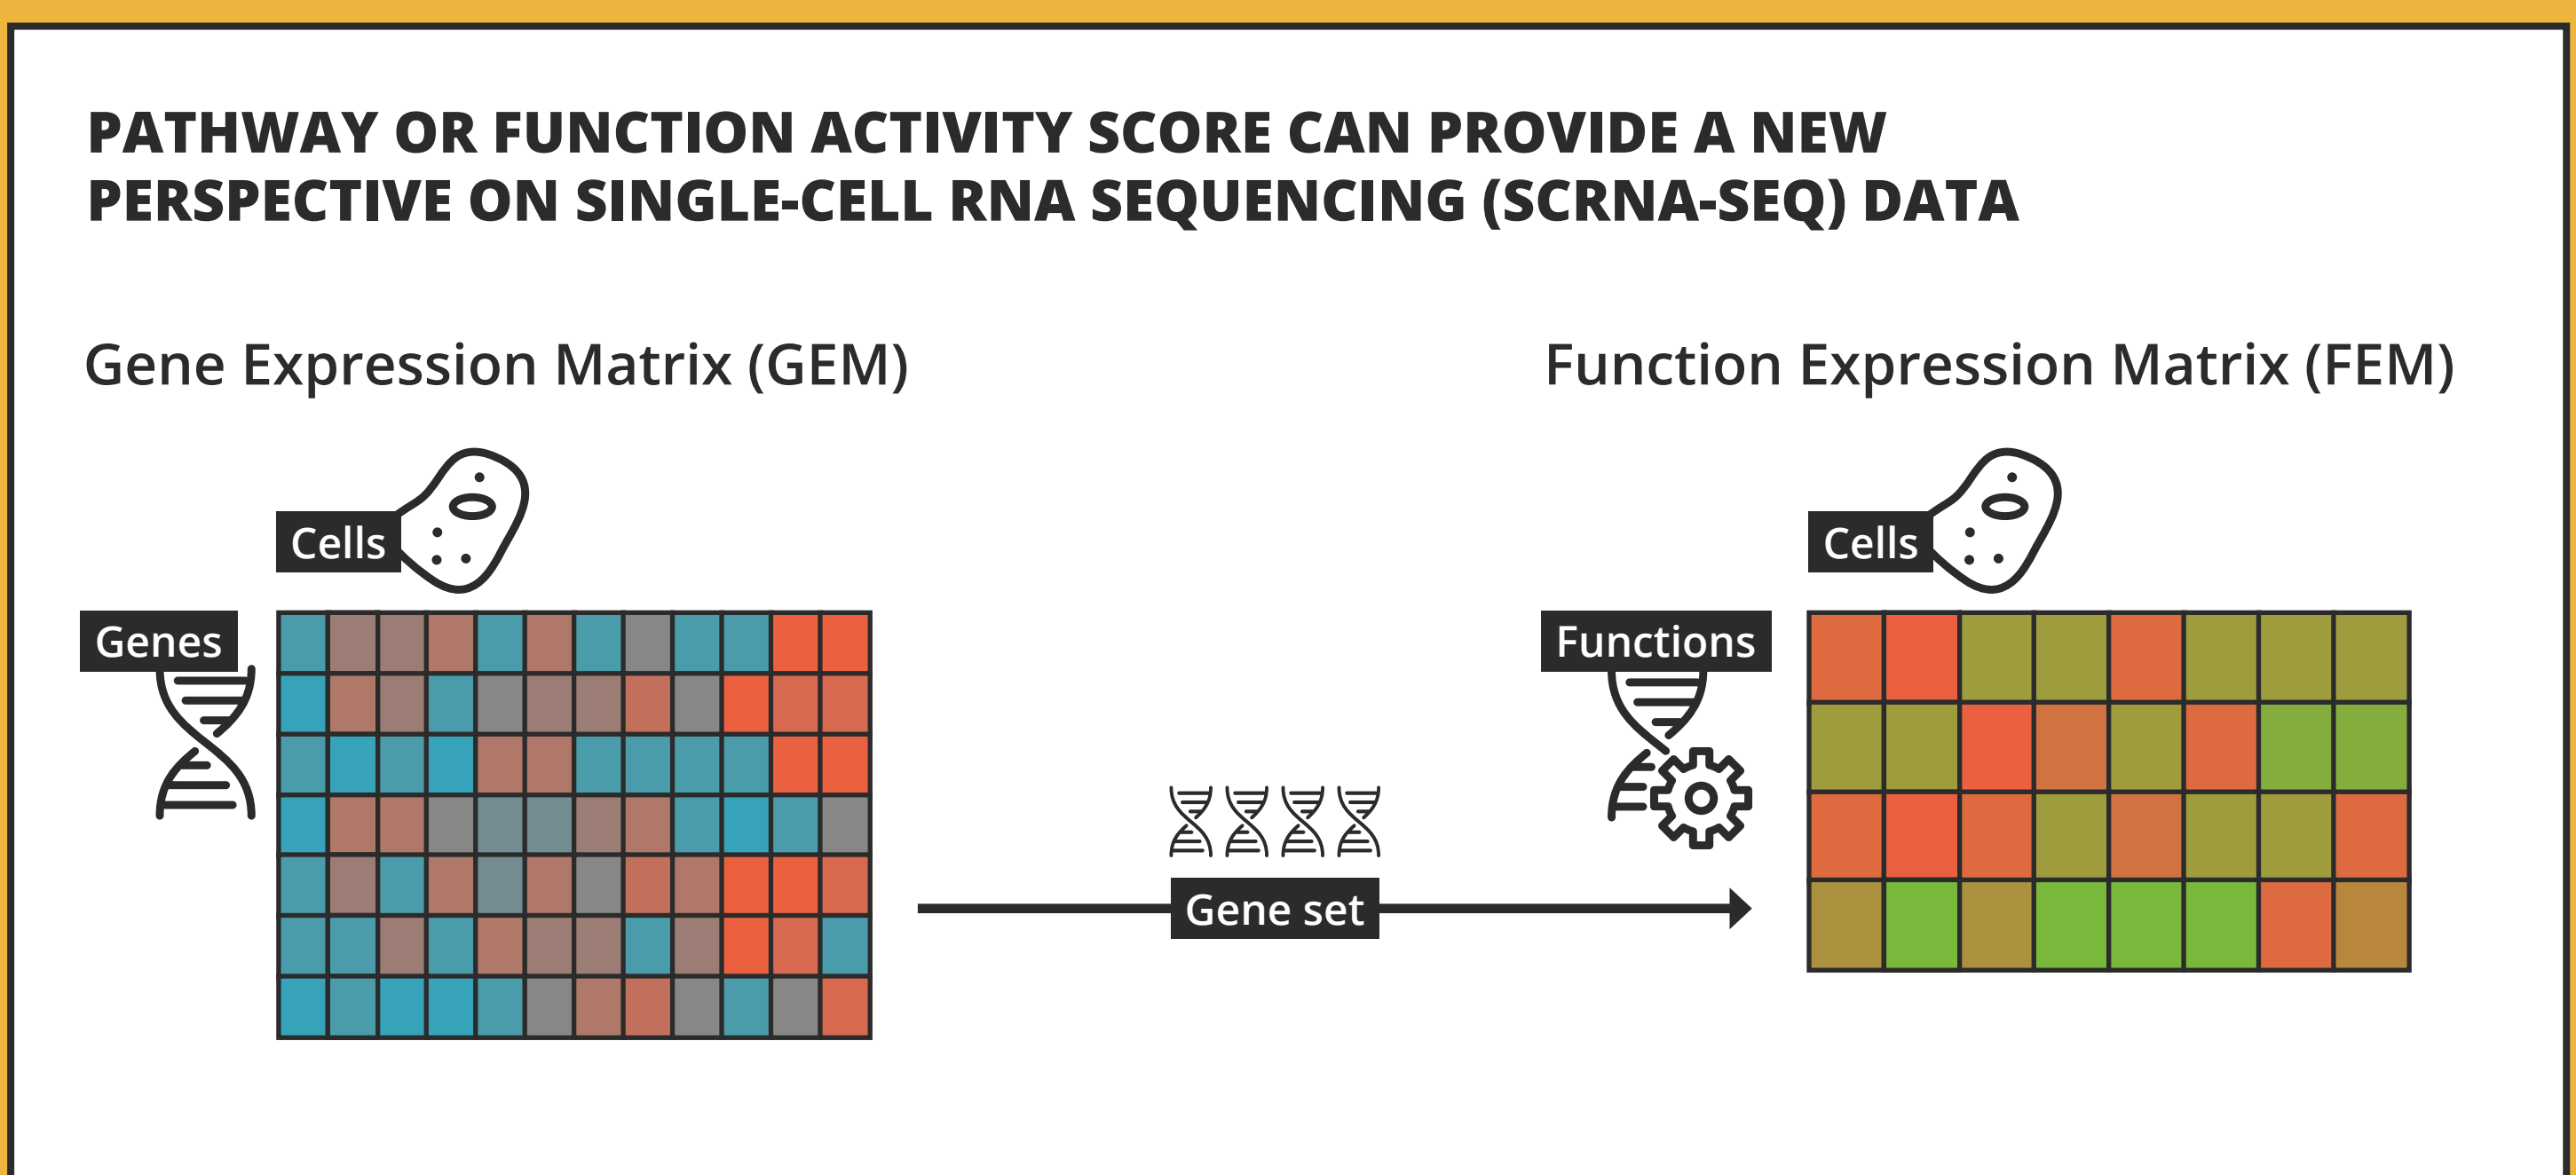 PATHWAY OR FUNCTION ACTIVITY SCORE CAN PROVIDE A NEW
PERSPECTIVE ON SINGLE-CELL RNA SEQUENCING (SCRNA-SEQ) DATA
Gene Expression Matrix (GEM)
Function Expression Matrix (FEM)
Cells
Genes
Gene set
Cells
Functions